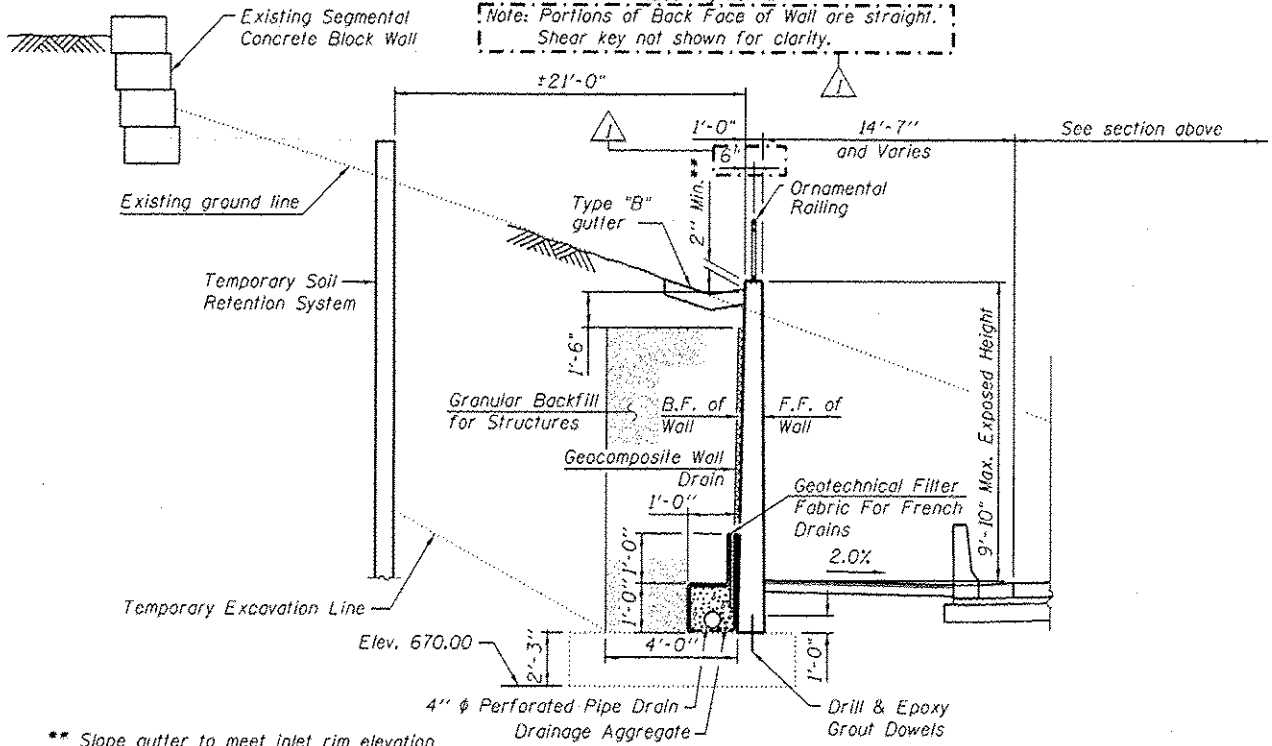 Existing Segmental
Concrete Block Wall
Note: Portions of Back Face of Wall are straight.
Shear key not shown for clarity.
1
±21'-0"
1
1'-0"
14'-7"
and Varies
See section above
6"
2" Min.**
Ornamental
Railing
Existing ground line
Type "B"
gutter
Temporary Soil
Retention System
1'-6"
Granular Backfill
for Structures
B.F. of
Wall
F.F. of
Wall
Geocomposite Wall
Drain
9'-10" Max. Exposed Height
1'-0"
Geotechnical Filter
Fabric For French
Drains
1'-0"
1'-0"
2.0%
Temporary Excavation Line
Elev. 670.00
2'-3"
4'-0"
1'-0"
4" ϕ Perforated Pipe Drain
Drainage Aggregate
Drill & Epoxy
Grout Dowels
** Slope gutter to meet inlet rim elevation